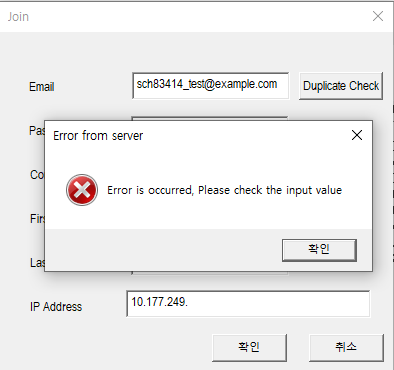 Join
Email
sch83414_test@example.com
Duplicate Check
Error from server
Error is occurred, Please check the input value
확인
IP Address
10.177.249.
확인
취소